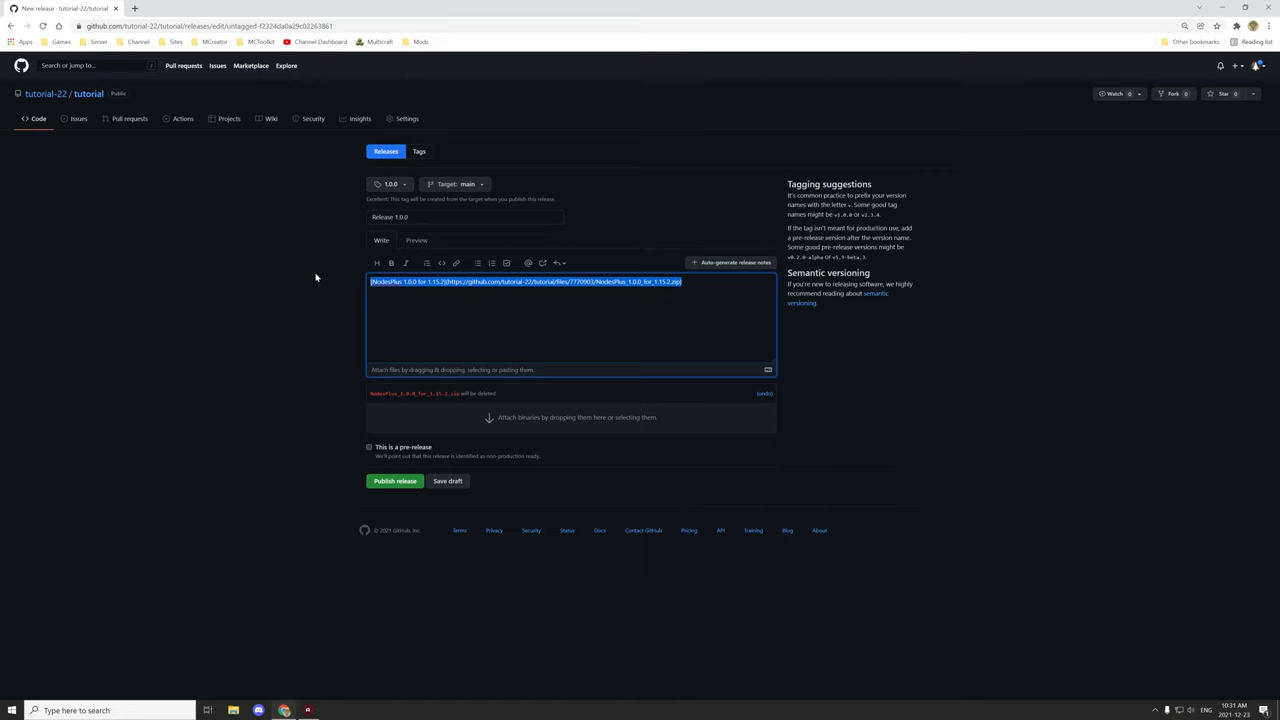 New release · tutorial-22/tutorial
github.com/tutorial-22/tutorial/releases/edit/untagged-f2324da0a29c02263861
Apps
Games
Server
Channel
Sites
MCreator
MCToolkit
Channel Dashboard
Multicraft
Mods
Other bookmarks
Reading list
Search or jump to...
/
Pull requests
Issues
Marketplace
Explore
tutorial-22 / tutorial
Public
Watch 0
Fork 0
Star 0
Code
Issues
Pull requests
Actions
Projects
Wiki
Security
Insights
Settings
Releases
Tags
1.0.0
Target: main
Excellent! This tag will be created from the target when you publish this release.
Release 1.0.0
Write
Preview
Auto-generate release notes
[NodesPlus 1.0.0 for 1.15.2](https://github.com/tutorial-22/tutorial/files/7770903/NodesPlus_1.0.0_for_1.15.2.zip)
Attach files by dragging & dropping, selecting or pasting them.
NodesPlus_1.0.0_for_1.15.2.zip will be deleted
(undo)
Attach binaries by dropping them here or selecting them.
This is a pre-release
We'll point out that this release is identified as non-production ready.
Publish release
Save draft
Tagging suggestions
It's common practice to prefix your version
names with the letter v. Some good tag
names might be v1.0.0 or v2.3.4.
If the tag isn't meant for production use, add
a pre-release version after the version name.
Some good pre-release versions might be
v0.2.0-alpha or v5.9-beta.3.
Semantic versioning
If you're new to releasing software, we highly
recommend reading about semantic
versioning.
© 2021 GitHub, Inc.
Terms
Privacy
Security
Status
Docs
Contact GitHub
Pricing
API
Training
Blog
About
Type here to search
ENG
10:31 AM
2021-12-23